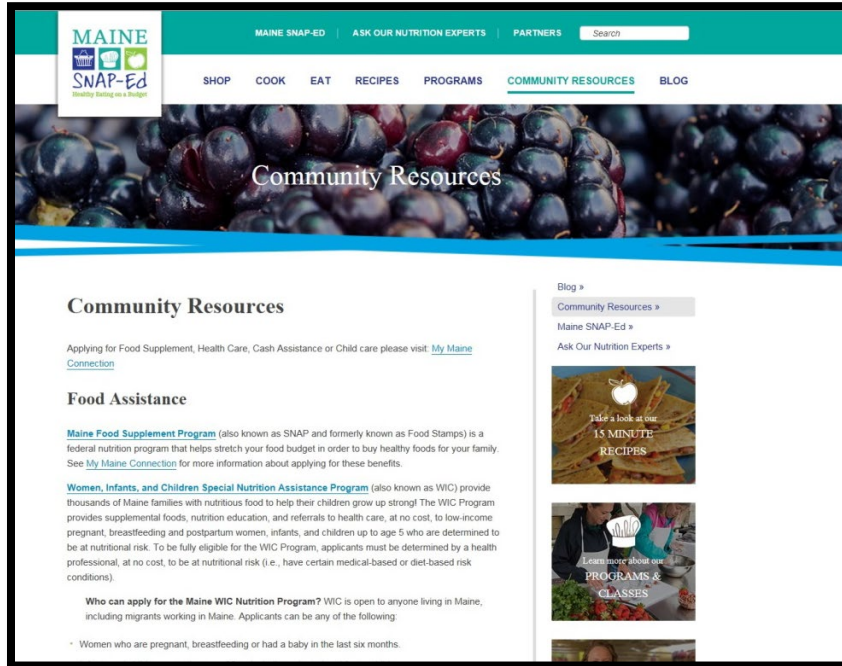 MAINE SNAP-ED
ASK OUR NUTRITION EXPERTS
PARTNERS
Search
MAINE
SNAP-Ed
Healthy Eating on a Budget
SHOP
COOK
EAT
RECIPES
PROGRAMS
COMMUNITY RESOURCES
BLOG
Community Resources
Community Resources
Applying for Food Supplement, Health Care, Cash Assistance or Child care please visit: My Maine
Connection
Food Assistance
Maine Food Supplement Program (also known as SNAP and formerly known as Food Stamps) is a
federal nutrition program that helps stretch your food budget in order to buy healthy foods for your family.
See My Maine Connection for more information about applying for these benefits.
Women, Infants, and Children Special Nutrition Assistance Program (also known as WIC) provide
thousands of Maine families with nutritious food to help their children grow up strong! The WIC Program
provides supplemental foods, nutrition education, and referrals to health care, at no cost, to low-income
pregnant, breastfeeding and postpartum women, infants, and children up to age 5 who are determined to
be at nutritional risk. To be fully eligible for the WIC Program, applicants must be determined by a health
professional, at no cost, to be at nutritional risk (i.e., have certain medical-based or diet-based risk
conditions).
Who can apply for the Maine WIC Nutrition Program? WIC is open to anyone living in Maine,
including migrants working in Maine. Applicants can be any of the following:
- Women who are pregnant, breastfeeding or had a baby in the last six months.
Blog »
Community Resources »
Maine SNAP-Ed »
Ask Our Nutrition Experts »
Take a look at our
15 MINUTE
RECIPES
Learn more about our
PROGRAMS &
CLASSES